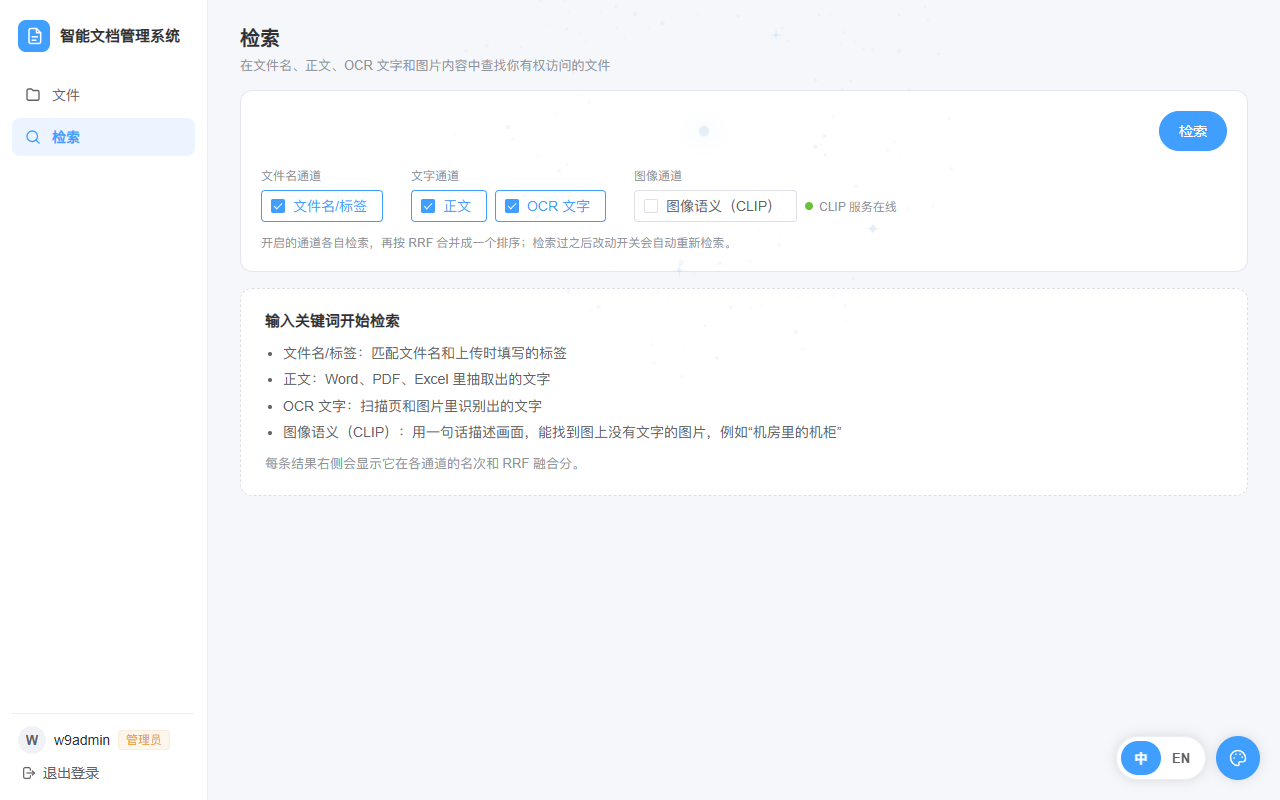 智能文档管理系统
文件
检索
检索
在文件名、正文、OCR 文字和图片内容中查找你有权访问的文件
检索
文件名通道
文字通道
图像通道
文件名/标签
正文
OCR 文字
图像语义（CLIP）
CLIP 服务在线
开启的通道各自检索，再按 RRF 合并成一个排序；检索过之后改动开关会自动重新检索。
输入关键词开始检索
文件名/标签：匹配文件名和上传时填写的标签
正文：Word、PDF、Excel 里抽取出的文字
OCR 文字：扫描页和图片里识别出的文字
图像语义（CLIP）：用一句话描述画面，能找到图上没有文字的图片，例如“机房里的机柜”
每条结果右侧会显示它在各通道的名次和 RRF 融合分。
W
w9admin
管理员
退出登录
中
EN